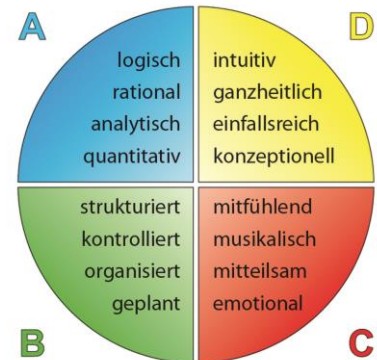 A
D
logisch
rational
analytisch
quantitativ
intuitiv
ganzheitlich
einfallsreich
konzeptionell
strukturiert
kontrolliert
organisiert
geplant
mitfühlend
musikalisch
mitteilsam
emotional
B
C